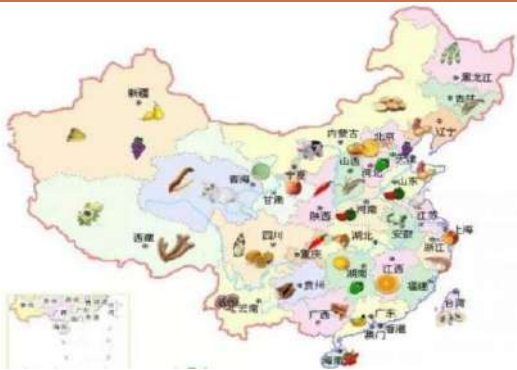 黑龙江
吉林
新疆
辽宁
内蒙古
北京
天津
山西
河北
宁夏
青海
山东
甘肃
陕西
河南
江苏
西藏
安徽
上海
四川
湖北
浙江
重庆
湖南
江西
贵州
福建
云南
台湾
广西
广东
香港
澳门
海南